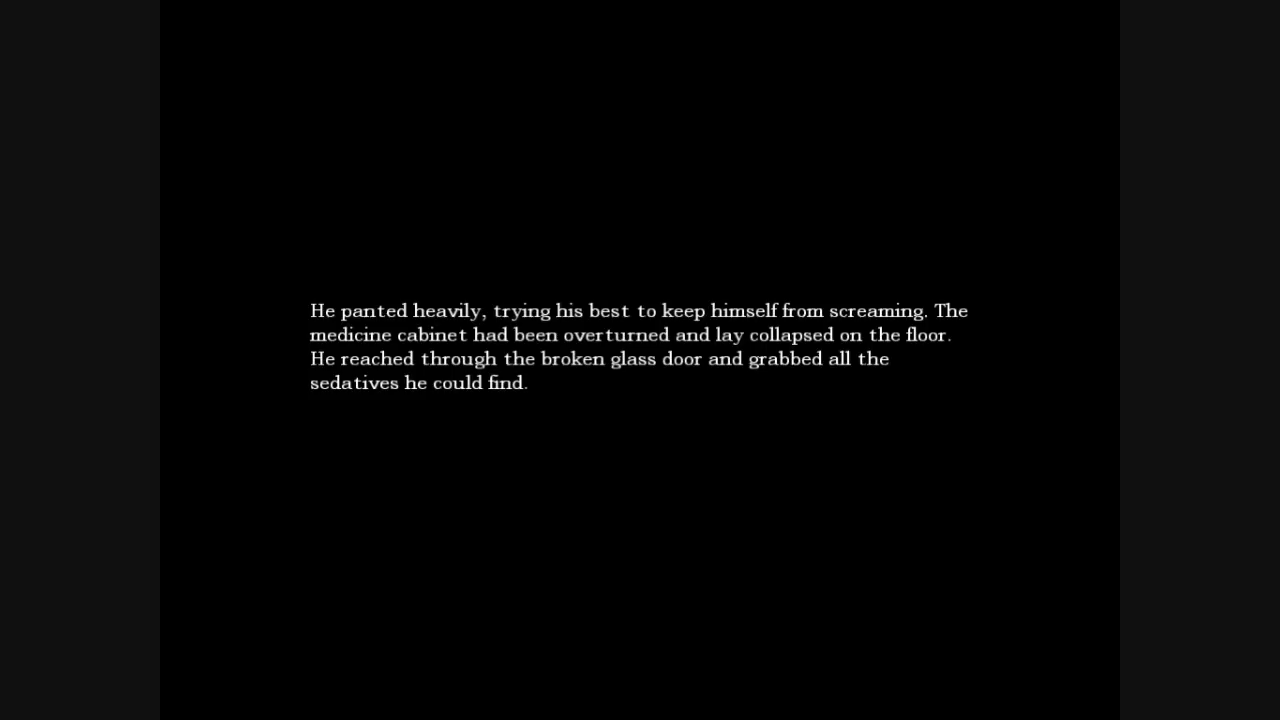 He panted heavily, trying his best to keep himself from screaming. The
medicine cabinet had been overturned and lay collapsed on the floor.
He reached through the broken glass door and grabbed all the
sedatives he could find.